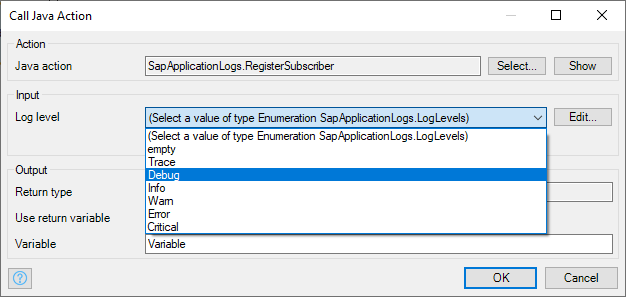 Call Java Action
Action
Java action
SapApplicationLogs.RegisterSubscriber
Select...
Show
Input
Log level
(Select a value of type Enumeration SapApplicationLogs.LogLevels)
Edit...
(Select a value of type Enumeration SapApplicationLogs.LogLevels)
empty
Trace
Debug
Info
Warn
Error
Critical
Output
Return type
Use return variable
Variable
Variable
?
OK
Cancel